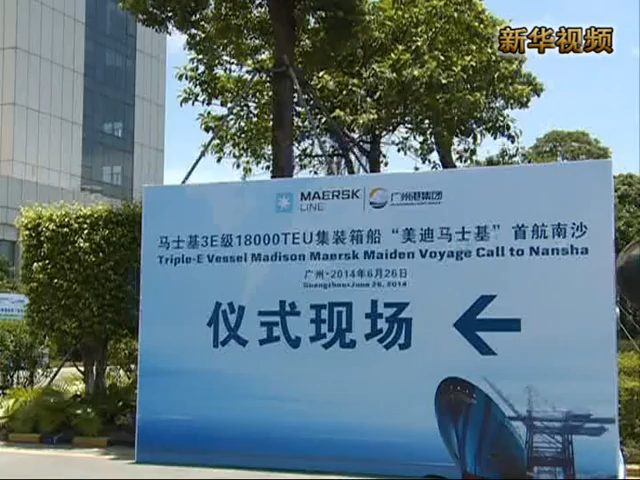 新华视频
MAERSK LINE 广州港集团
马士基3E级18000TEU集装箱船“美迪马士基”首航南沙
Triple-E Vessel Madison Maersk Maiden Voyage Call to Nansha
广州·2014年6月26日
Guangzhou•June 26, 2014
仪式现场